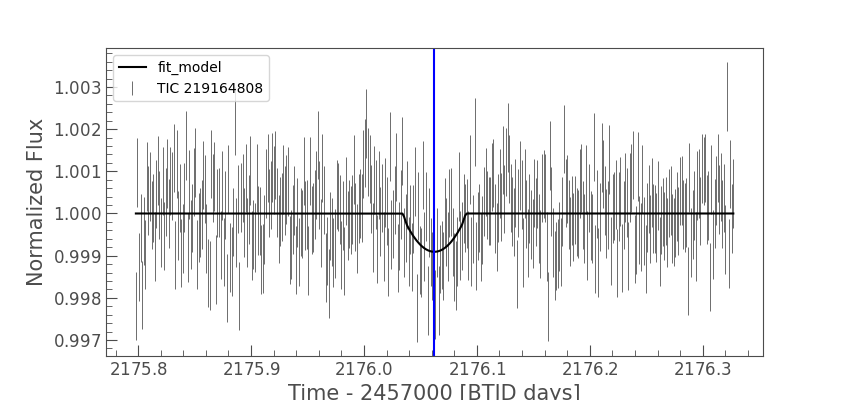 fit_model
TIC 219164808
1.003
1.002
1.001
1.000
0.999
0.998
0.997
Normalized Flux
2175.8 2175.9 2176.0 2176.1 2176.2 2176.3
Time - 2457000 [BTJD days]